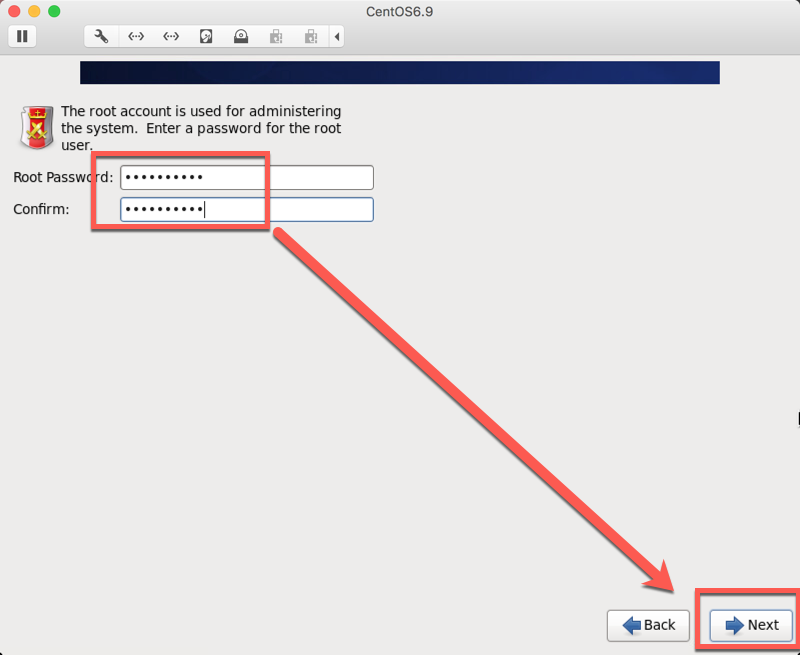 CentOS6.9
The root account is used for administering
the system.  Enter a password for the root
user.
Root Password: ••••••••••
Confirm: ••••••••••
Back
Next